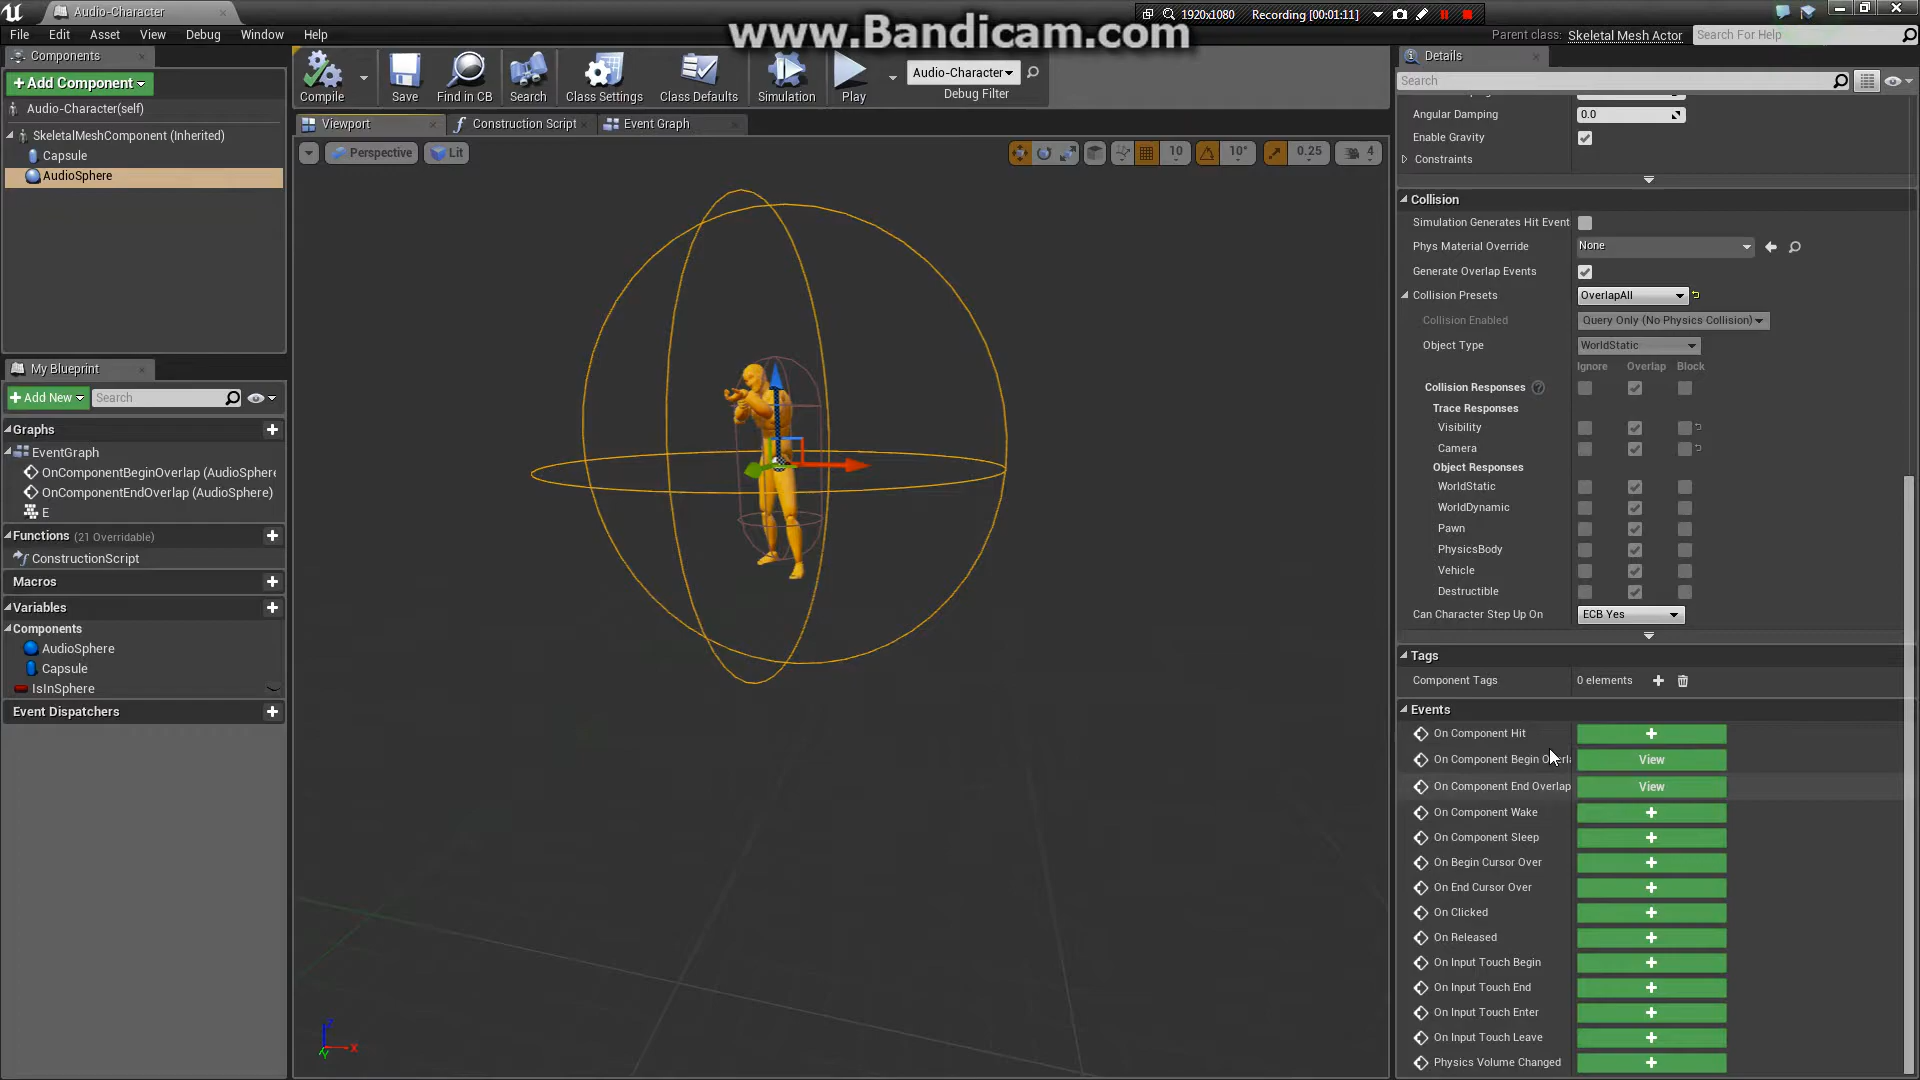 Audio-Character
www.Bandicam.com
1920x1080
Recording [00:01:11]
File Edit Asset View Debug Window Help
Parent class: Skeletal Mesh Actor
Search For Help
Components
+Add Component
Audio-Character(self)
SkeletalMeshComponent (Inherited)
Capsule
AudioSphere
Compile
Save
Find in CB
Search
Class Settings
Class Defaults
Simulation
Play
Audio-Character
Debug Filter
Viewport
Construction Script
Event Graph
Perspective
Lit
10
10°
0.25
4
My Blueprint
+Add New
Search
Graphs
EventGraph
OnComponentBeginOverlap (AudioSphere
OnComponentEndOverlap (AudioSphere)
E
Functions (21 Overridable)
ConstructionScript
Macros
Variables
Components
AudioSphere
Capsule
IsInSphere
Event Dispatchers
Z
X
Y
Details
Search
Angular Damping 0.0
Enable Gravity
Constraints
Collision
Simulation Generates Hit Event
Phys Material Override None
Generate Overlap Events
Collision Presets OverlapAll
Collision Enabled Query Only (No Physics Collision)
Object Type WorldStatic
Ignore Overlap Block
Collision Responses
Trace Responses
Visibility
Camera
Object Responses
WorldStatic
WorldDynamic
Pawn
PhysicsBody
Vehicle
Destructible
Can Character Step Up On ECB Yes
Tags
Component Tags 0 elements
Events
On Component Hit
On Component Begin View
On Component End Overlap View
On Component Wake
On Component Sleep
On Begin Cursor Over
On End Cursor Over
On Clicked
On Released
On Input Touch Begin
On Input Touch End
On Input Touch Enter
On Input Touch Leave
Physics Volume Changed